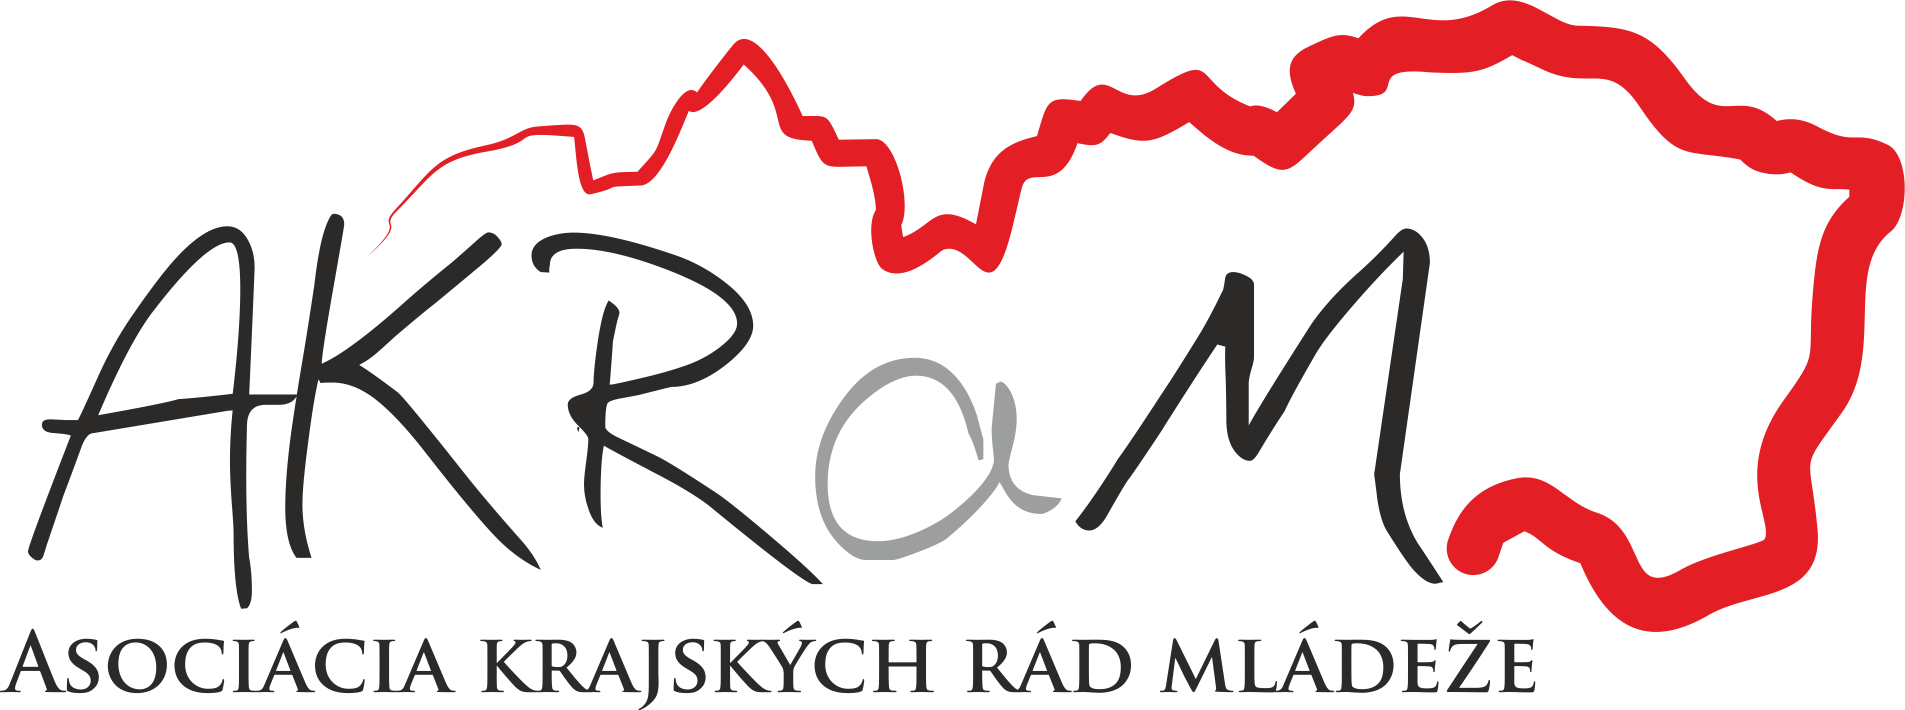 AKRaM
ASOCIÁCIA KRAJSKÝCH RÁD MLÁDEŽE